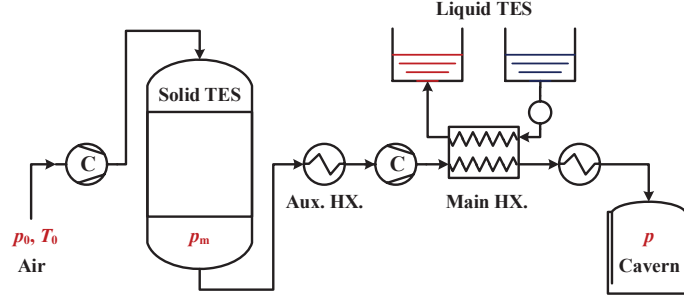 Liquid TES
Solid TES
C
C
Aux. HX.
Main HX.
p₀, T₀
Air
pₘ
p
Cavern